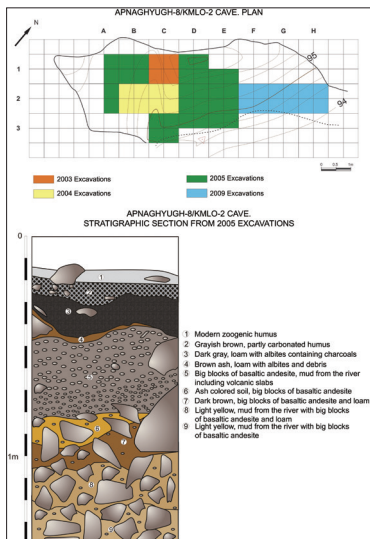 APNAGHYUGH-8/KMLO-2 CAVE. PLAN
N
A B C D E F G H
1
2
3
95
94
0 0,5 1m
2003 Excavations
2004 Excavations
2005 Excavations
2009 Excavations
APNAGHYUGH-8/KMLO-2 CAVE.
STRATIGRAPHIC SECTION FROM 2005 EXCAVATIONS
0
1m
1
2
3
4
5
6
7
8
9
1 Modern zoogenic humus
2 Grayish brown, partly carbonated humus
3 Dark gray, loam with albites containing charcoals
4 Brown ash, loam with albites and debris
5 Big blocks of basaltic andesite, mud from the river
including volcanic slabs
6 Ash colored soil, big blocks of basaltic andesite
7 Dark brown, big blocks of basaltic andesite and loam
8 Light yellow, mud from the river with big blocks
of basaltic andesite and loam
9 Light yellow, mud from the river with big blocks
of basaltic andesite